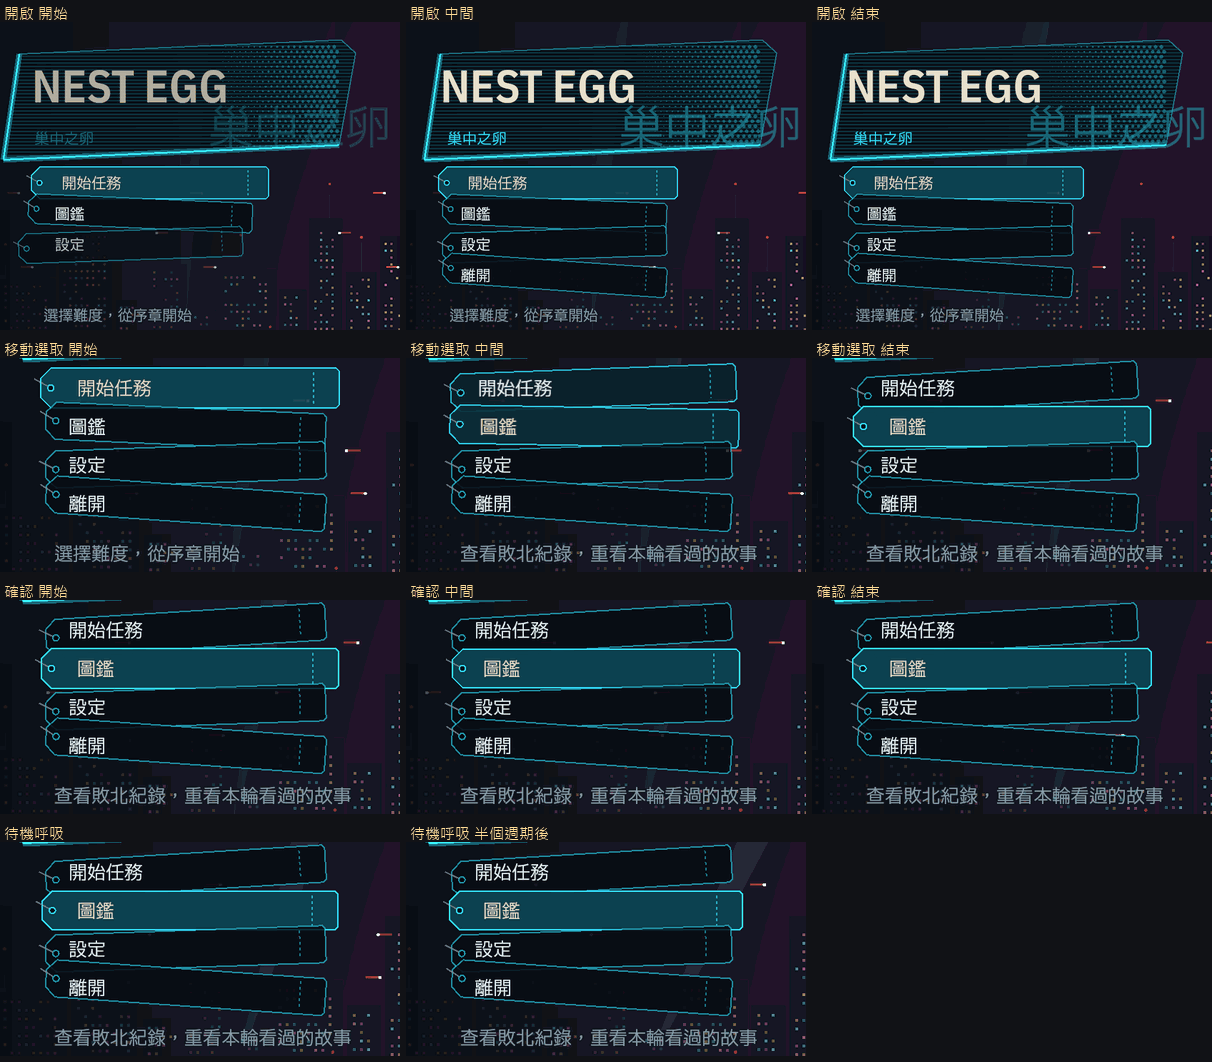 開啟 開始
NEST EGG
巢中之卵
巢中之卵
開始任務
圖鑑
設定
選擇難度，從序章開始
開啟 中間
NEST EGG
巢中之卵
巢中之卵
開始任務
圖鑑
設定
離開
選擇難度，從序章開始
開啟 結束
NEST EGG
巢中之卵
巢中之卵
開始任務
圖鑑
設定
離開
選擇難度，從序章開始
移動選取 開始
開始任務
圖鑑
設定
離開
選擇難度，從序章開始
移動選取 中間
開始任務
圖鑑
設定
離開
查看敗北紀錄，重看本輪看過的故事
移動選取 結束
開始任務
圖鑑
設定
離開
查看敗北紀錄，重看本輪看過的故事
確認 開始
開始任務
圖鑑
設定
離開
查看敗北紀錄，重看本輪看過的故事
確認 中間
開始任務
圖鑑
設定
離開
查看敗北紀錄，重看本輪看過的故事
確認 結束
開始任務
圖鑑
設定
離開
查看敗北紀錄，重看本輪看過的故事
待機呼吸
開始任務
圖鑑
設定
離開
查看敗北紀錄，重看本輪看過的故事
待機呼吸 半個週期後
開始任務
圖鑑
設定
離開
查看敗北紀錄，重看本輪看過的故事